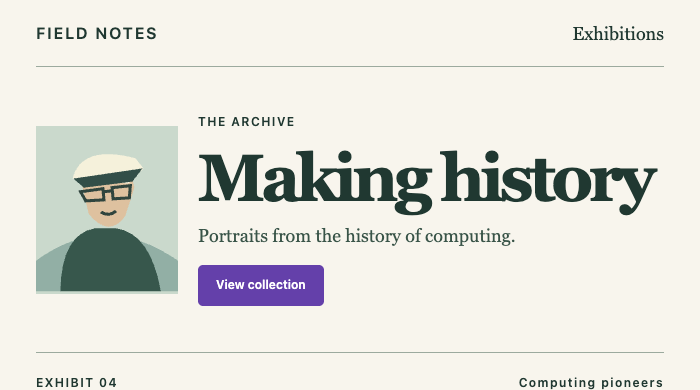 FIELD NOTES
Exhibitions
THE ARCHIVE
Making history
Portraits from the history of computing.
View collection
EXHIBIT 04
Computing pioneers